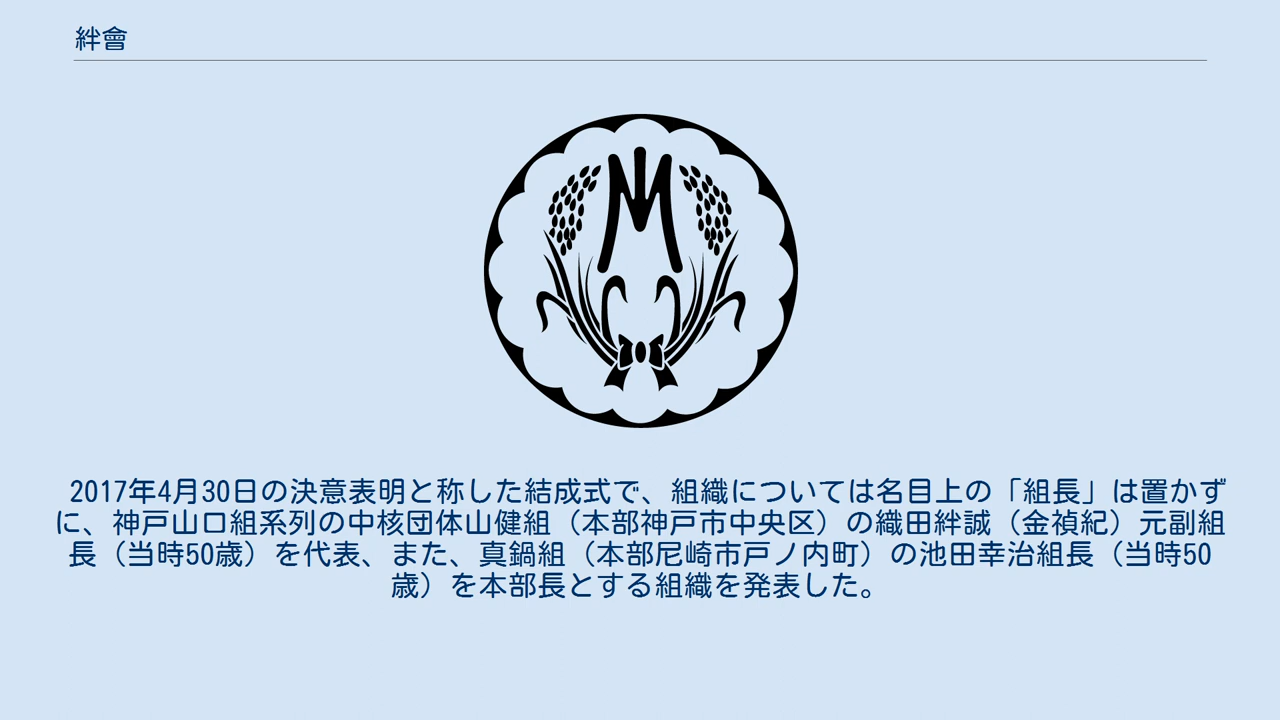 絆會
2017年4月30日の決意表明と称した結成式で、組織については名目上の「組長」は置かず
に、神戸山口組系列の中核団体山健組（本部神戸市中央区）の織田絆誠（金禎紀）元副組
長（当時50歳）を代表、また、真鍋組（本部尼崎市戸ノ内町）の池田幸治組長（当時50
歳）を本部長とする組織を発表した。